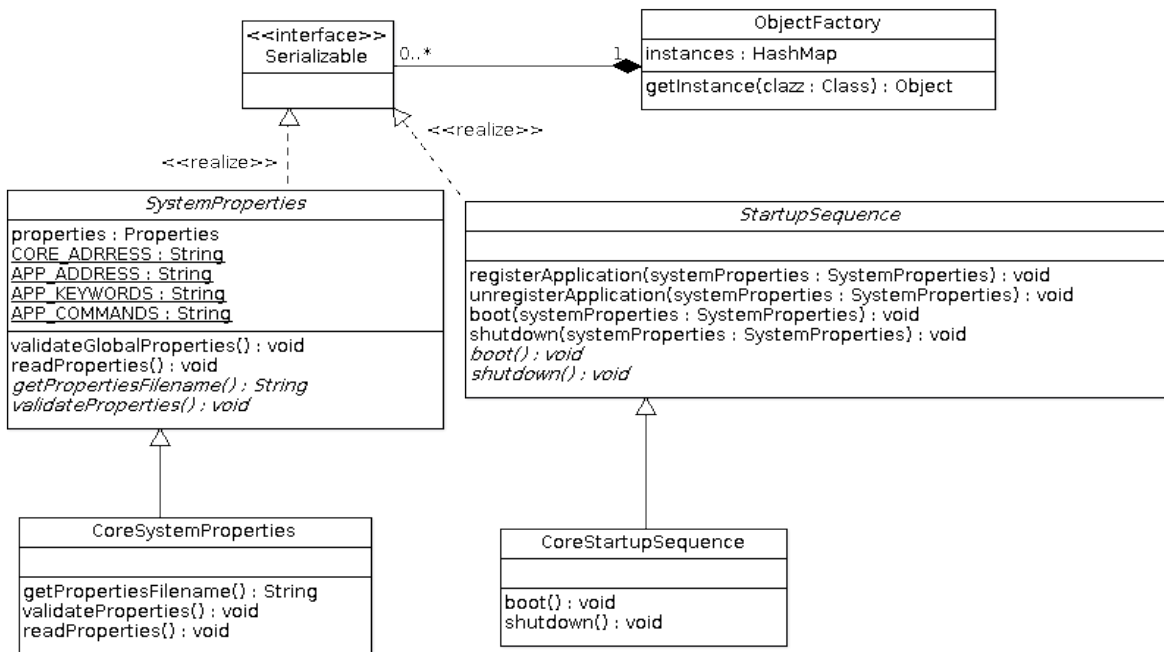 <<interface>>
Serializable
0..*
1
ObjectFactory
instances : HashMap
getInstance(clazz : Class) : Object
<<realize>>
<<realize>>
SystemProperties
properties : Properties
CORE_ADRRESS : String
APP_ADDRESS : String
APP_KEYWORDS : String
APP_COMMANDS : String
validateGlobalProperties() : void
readProperties() : void
getPropertiesFilename() : String
validateProperties() : void
StartupSequence
registerApplication(systemProperties : SystemProperties) : void
unregisterApplication(systemProperties : SystemProperties) : void
boot(systemProperties : SystemProperties) : void
shutdown(systemProperties : SystemProperties) : void
boot() : void
shutdown() : void
CoreSystemProperties
getPropertiesFilename() : String
validateProperties() : void
readProperties() : void
CoreStartupSequence
boot() : void
shutdown() : void